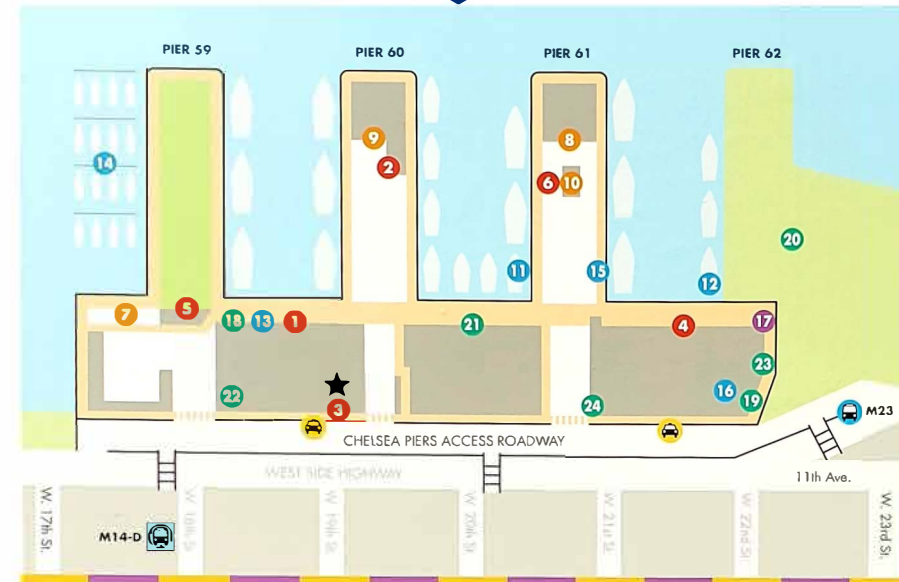 PIER 59
PIER 60
PIER 61
PIER 62
9
8
14
2
6
10
20
11
15
12
7
5
18
13
1
21
4
17
23
16
22
3
24
19
M23
CHELSEA PIERS ACCESS ROADWAY
WEST SIDE HIGHWAY
11th Ave.
W. 17th St.
W. 18th St.
W. 19th St.
W. 20th St.
W. 21st St.
W. 22nd St.
W. 23rd St.
M14-D